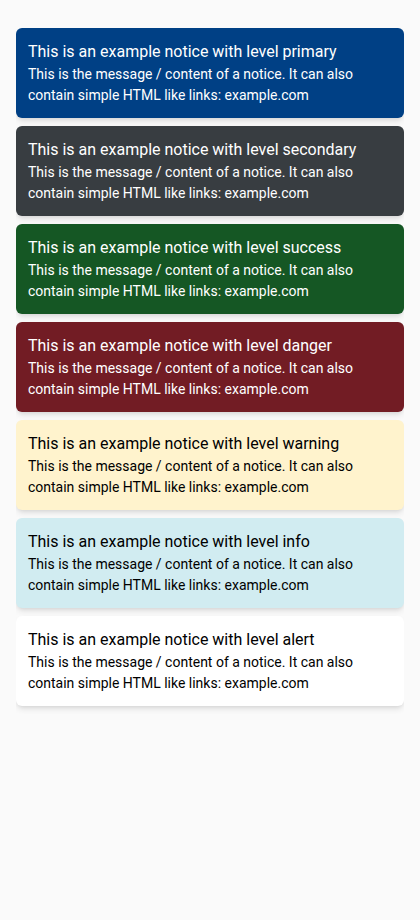 This is an example notice with level primary
This is the message / content of a notice. It can also
contain simple HTML like links: example.com
This is an example notice with level secondary
This is the message / content of a notice. It can also
contain simple HTML like links: example.com
This is an example notice with level success
This is the message / content of a notice. It can also
contain simple HTML like links: example.com
This is an example notice with level danger
This is the message / content of a notice. It can also
contain simple HTML like links: example.com
This is an example notice with level warning
This is the message / content of a notice. It can also
contain simple HTML like links: example.com
This is an example notice with level info
This is the message / content of a notice. It can also
contain simple HTML like links: example.com
This is an example notice with level alert
This is the message / content of a notice. It can also
contain simple HTML like links: example.com